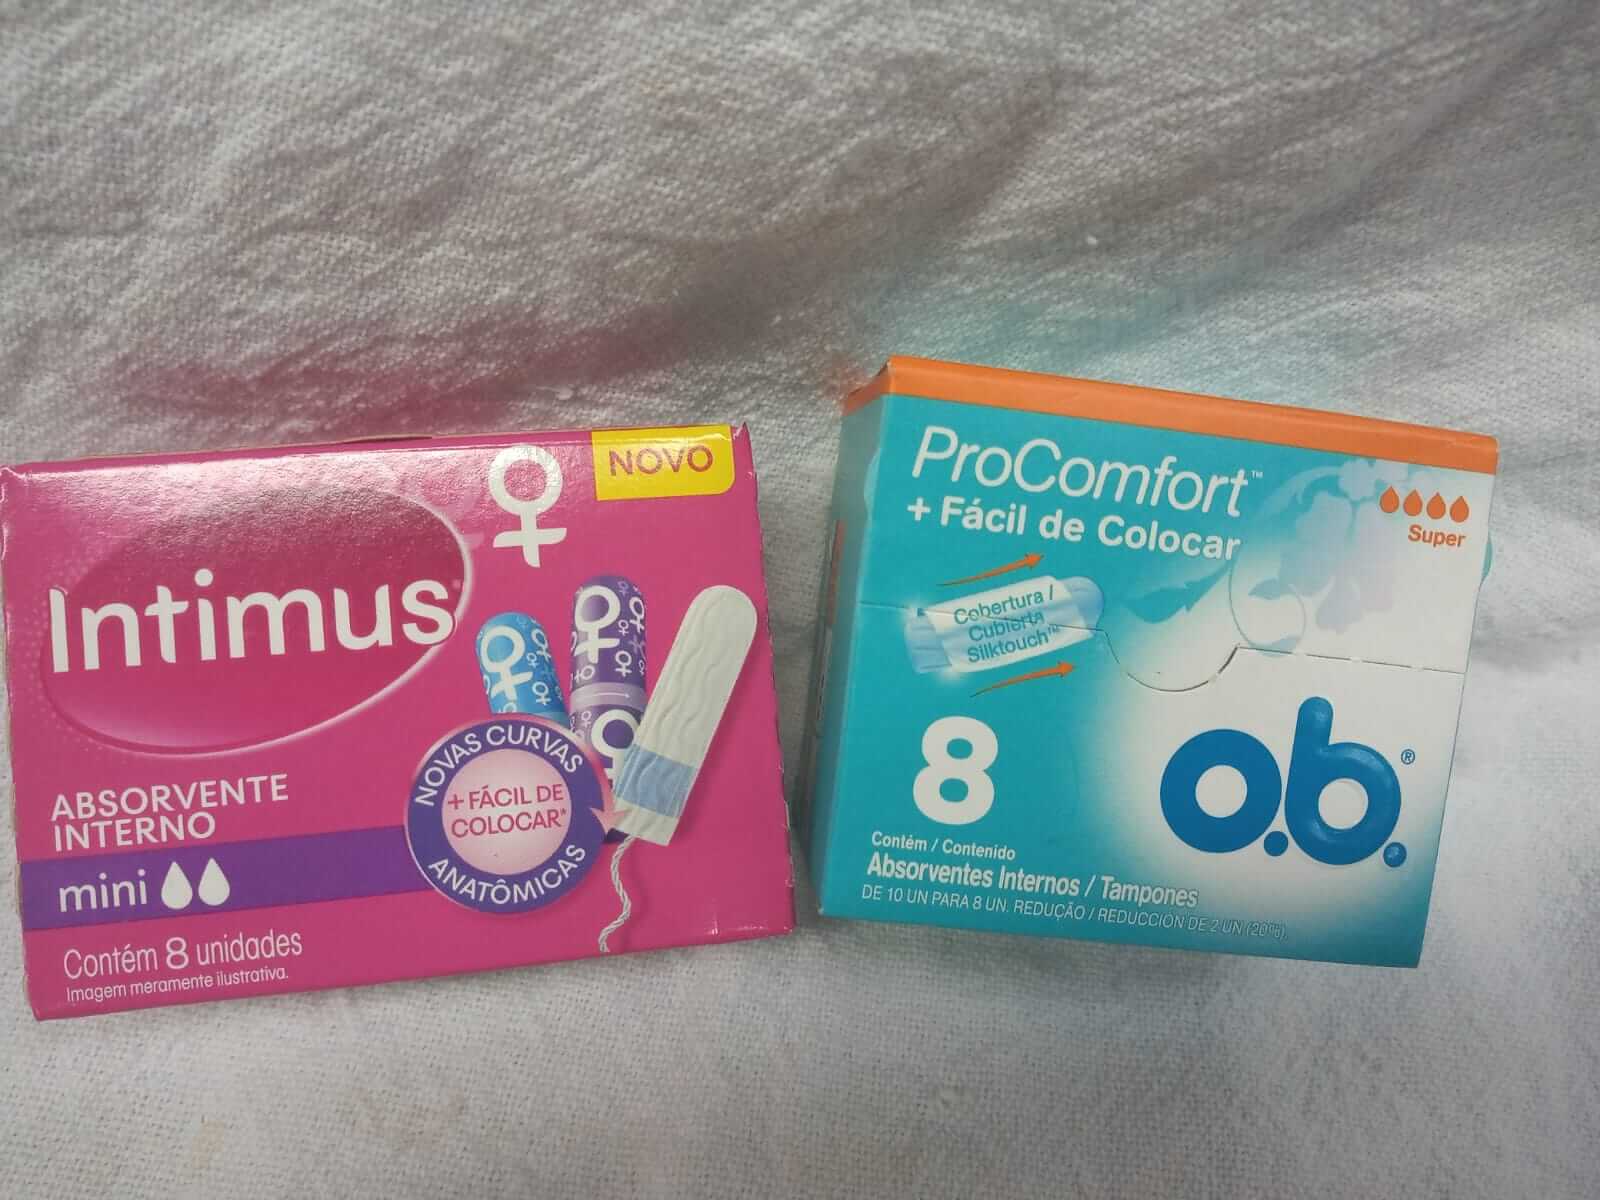 NOVO
Intimus
NOVAS CURVAS
+ FÁCIL DE
COLOCAR*
ANATÔMICAS
ABSORVENTE
INTERNO
mini
Contém 8 unidades
Imagem meramente ilustrativa.
ProComfort™
+ Fácil de Colocar
Super
Cobertura /
Cubierta
Silktouch™
8
o.b.®
Contém / Contenido
Absorventes Internos / Tampones
DE 10 UN PARA 8 UN. REDUÇÃO / REDUCCIÓN DE 2 UN (20%).